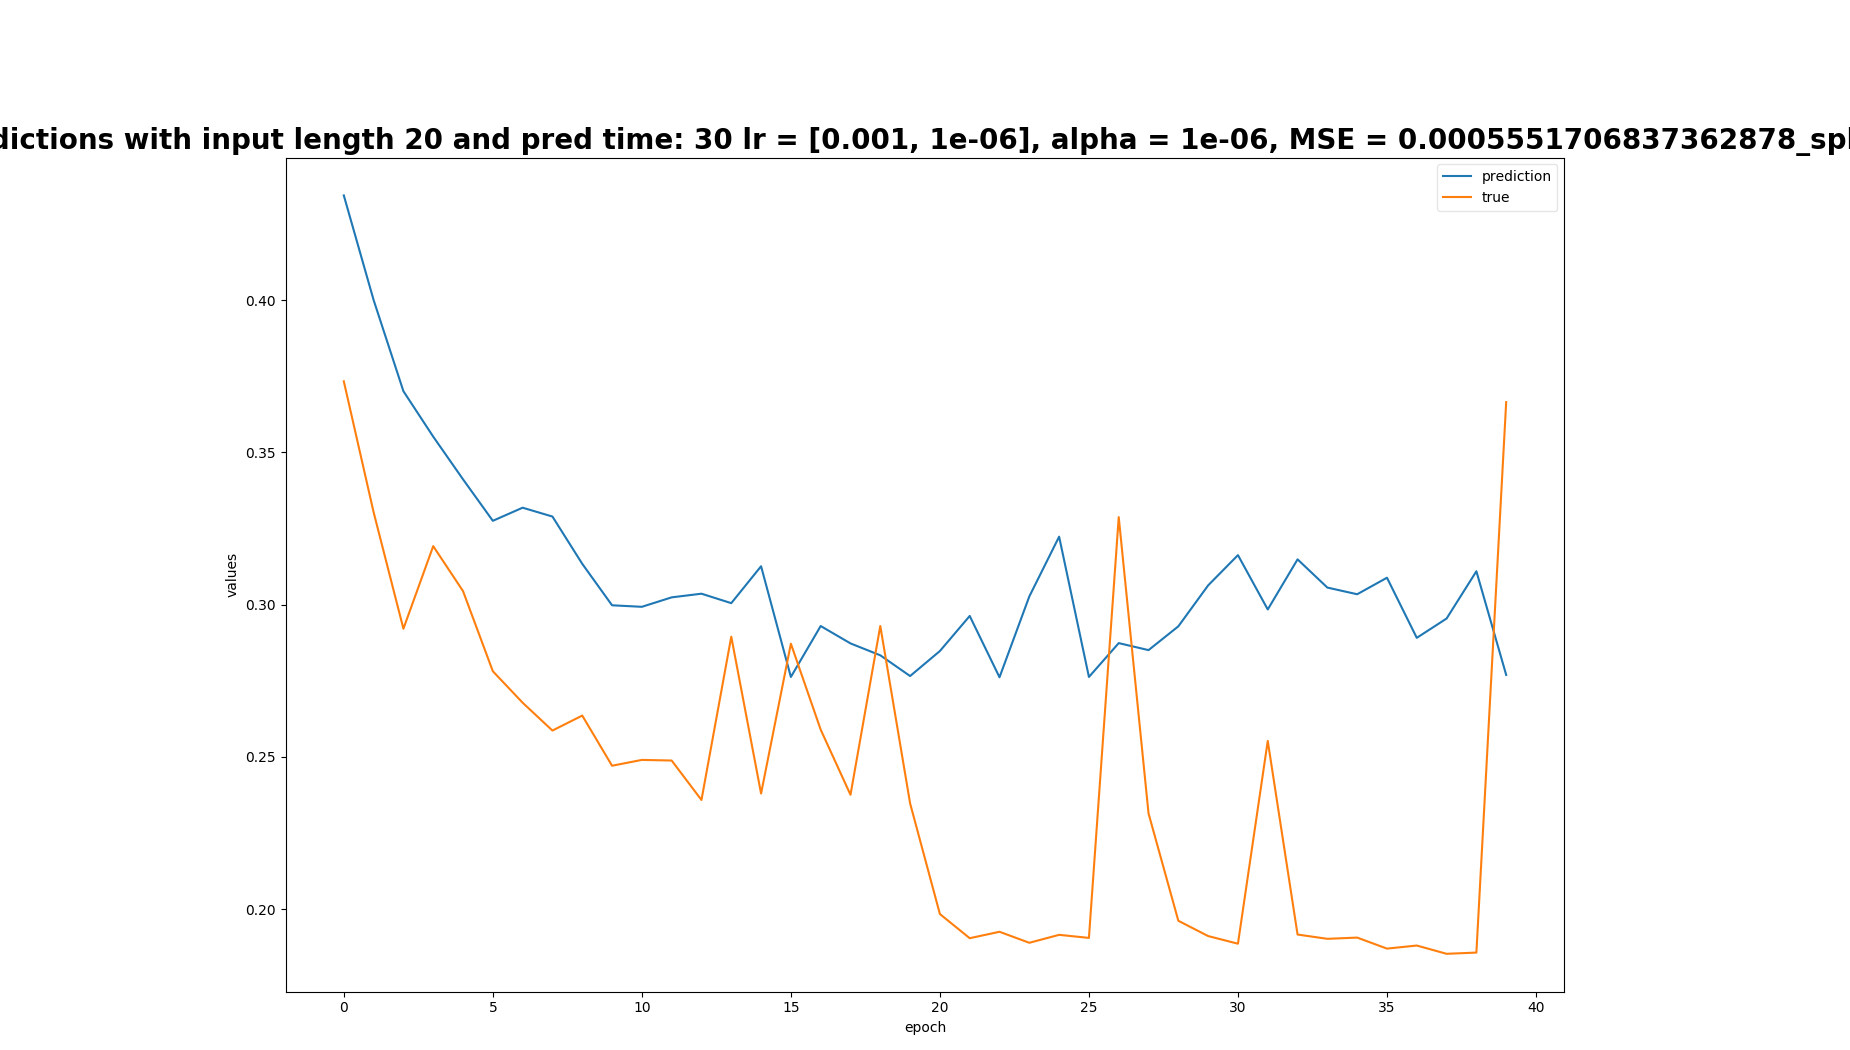 dictions with input length 20 and pred time: 30 lr = [0.001, 1e-06], alpha = 1e-06, MSE = 0.0005551706837362878_spl
prediction
true
0.40
0.35
0.30
0.25
0.20
values
0 5 10 15 20 25 30 35 40
epoch